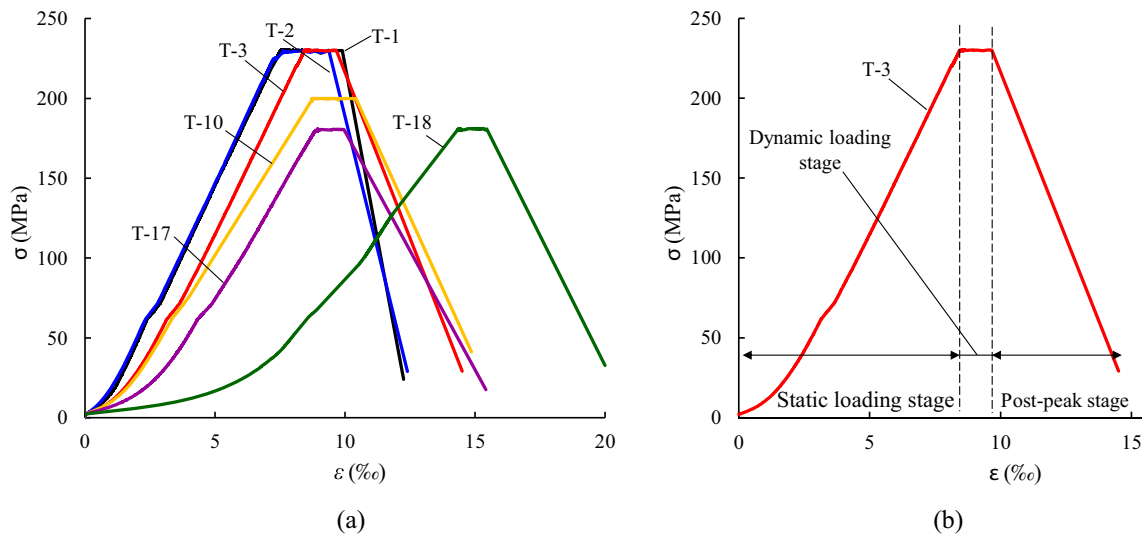 250
200
150
100
50
0
σ (MPa)
T-2
T-1
T-3
T-10
T-18
T-17
0 5 10 15 20
ε (‰)
(a)
250
200
150
100
50
0
σ (MPa)
T-3
Dynamic loading
stage
Static loading stage
Post-peak stage
0 5 10 15
ε (‰)
(b)